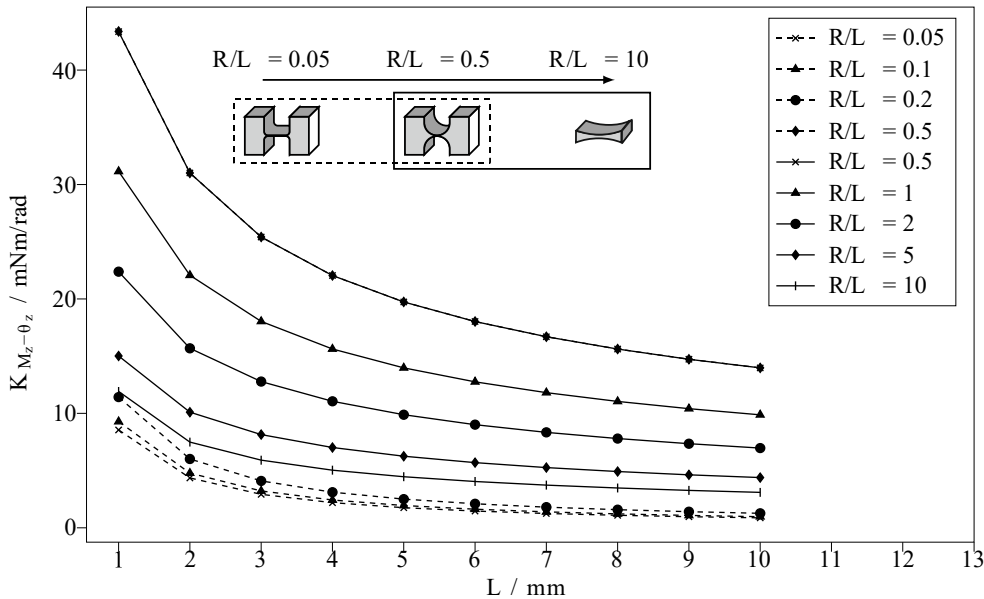 R/L = 0.05 R/L = 0.5 R/L = 10
R/L = 0.05
R/L = 0.1
R/L = 0.2
R/L = 0.5
R/L = 0.5
R/L = 1
R/L = 2
R/L = 5
R/L = 10
K M_z−θ_z / mNm/rad
40
30
20
10
0
1 2 3 4 5 6 7 8 9 10 11 12 13
L / mm